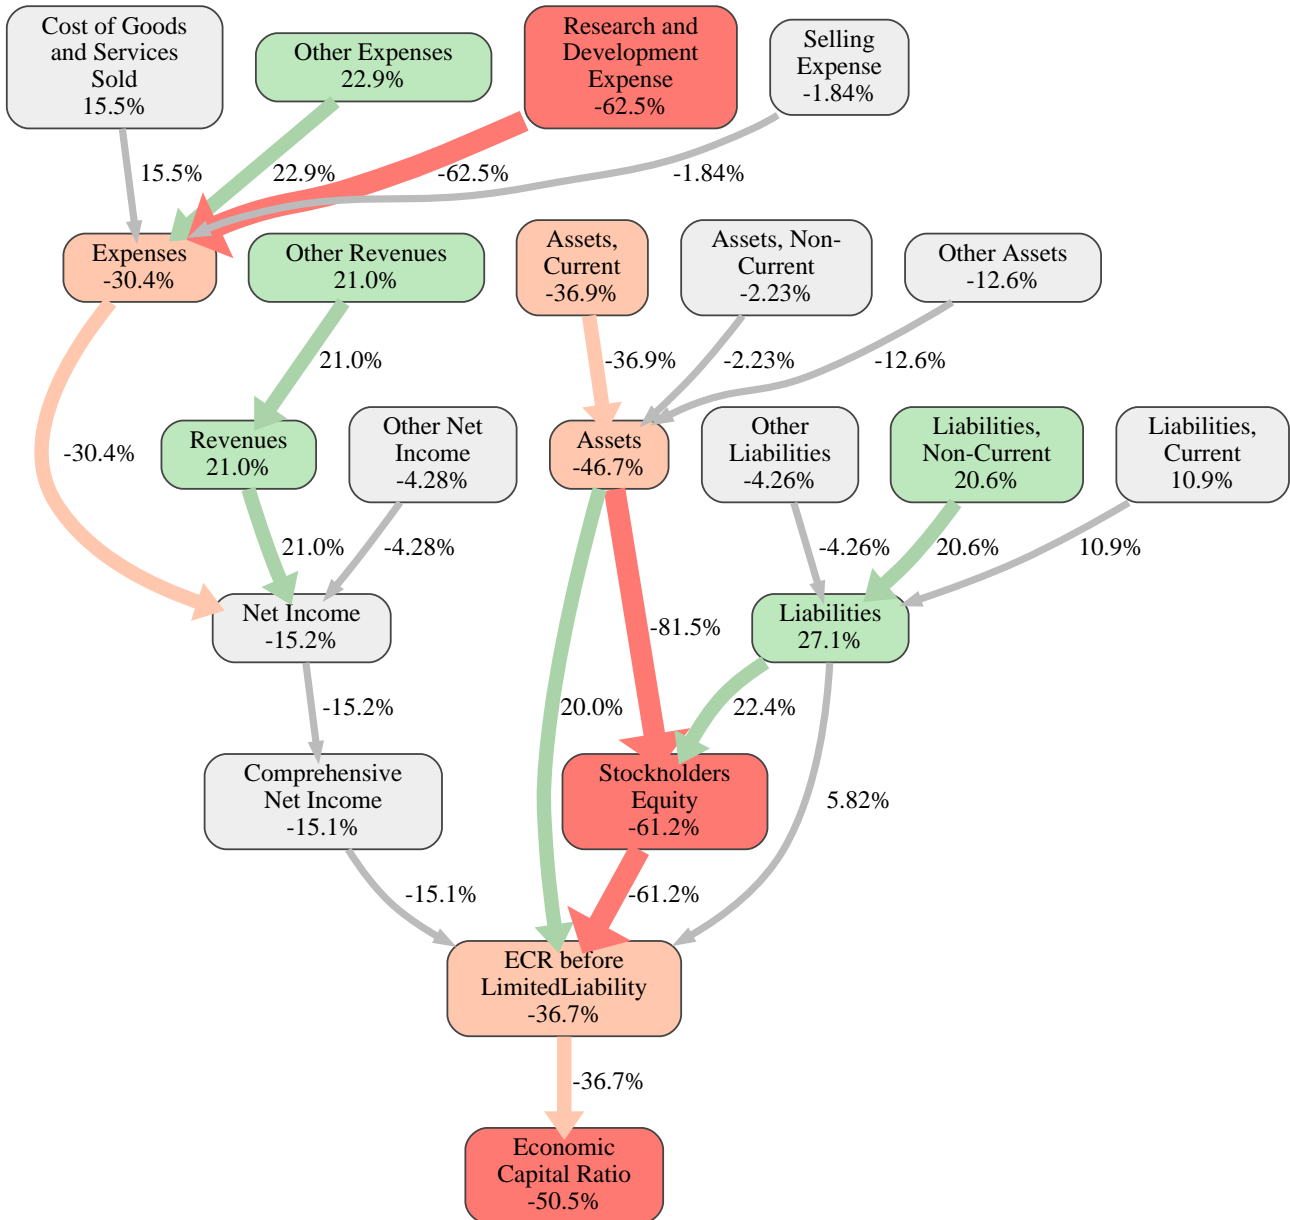 Cost of Goods
and Services
Sold
15.5%
Other Expenses
22.9%
Research and
Development
Expense
-62.5%
Selling
Expense
-1.84%
15.5%
22.9%
-62.5%
-1.84%
Expenses
-30.4%
Other Revenues
21.0%
Assets,
Current
-36.9%
Assets, Non-
Current
-2.23%
Other Assets
-12.6%
21.0%
-36.9%
-2.23%
-12.6%
-30.4%
Revenues
21.0%
Other Net
Income
-4.28%
Assets
-46.7%
Other
Liabilities
-4.26%
Liabilities,
Non-Current
20.6%
Liabilities,
Current
10.9%
21.0%
-4.28%
-4.26%
20.6%
10.9%
Net Income
-15.2%
-81.5%
Liabilities
27.1%
-15.2%
20.0%
22.4%
Comprehensive
Net Income
-15.1%
Stockholders
Equity
-61.2%
5.82%
-15.1%
-61.2%
ECR before
LimitedLiability
-36.7%
-36.7%
Economic
Capital Ratio
-50.5%